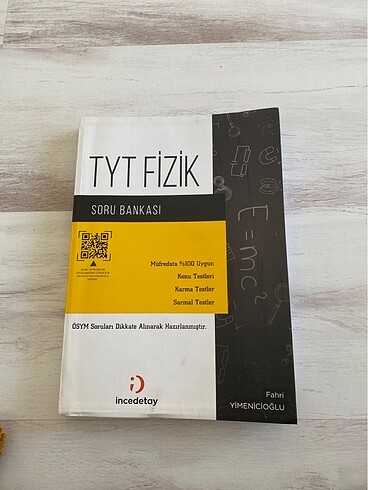 TYT FİZİK
SORU BANKASI
Müfredata %100 Uygun
Konu Testleri
Karma Testler
Sarmal Testler
ÖSYM Soruları Dikkate Alınarak Hazırlanmıştır.
E=mc²
incedetay
Fahri
YİMENİCİOĞLU